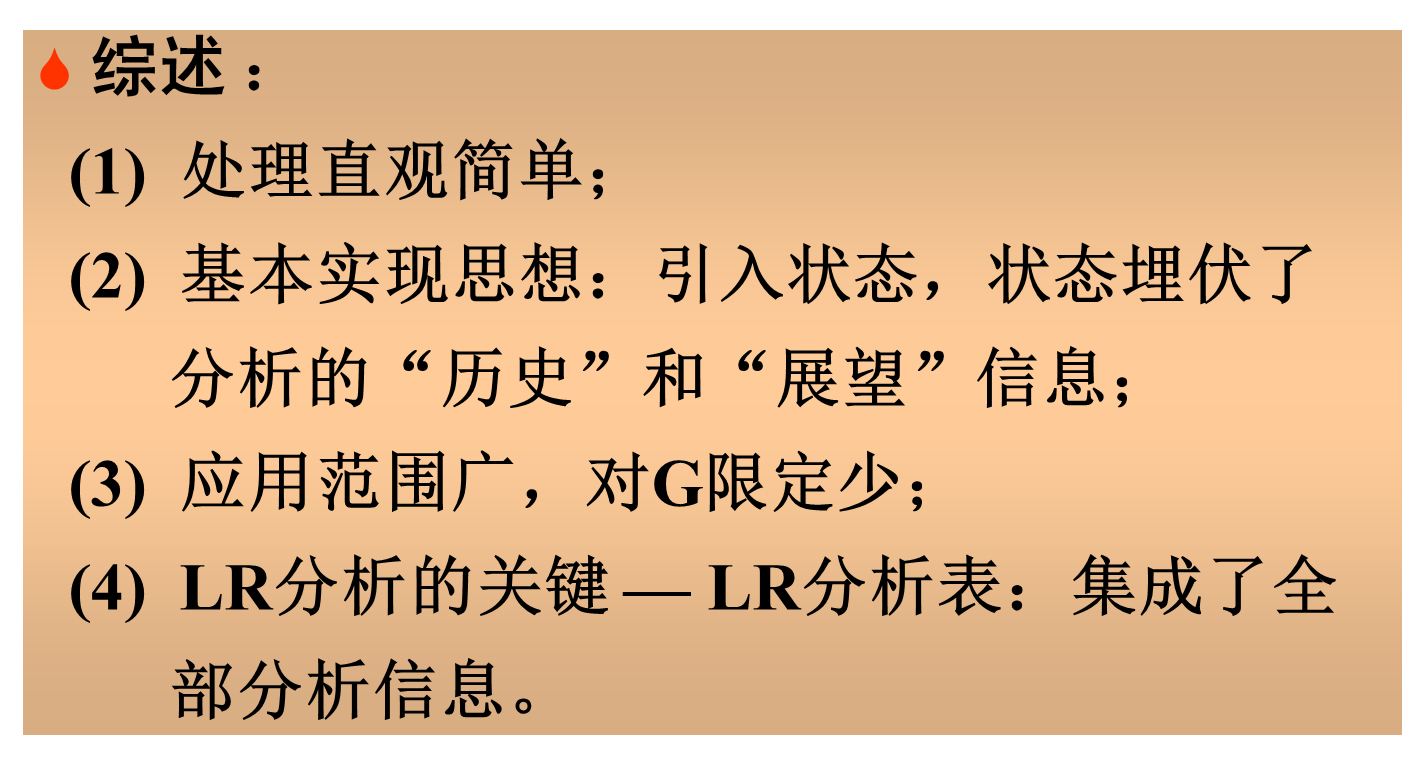 综述：
(1) 处理直观简单；
(2) 基本实现思想：引入状态，状态埋伏了
分析的“历史”和“展望”信息；
(3) 应用范围广，对G限定少；
(4) LR分析的关键 — LR分析表：集成了全
部分析信息。